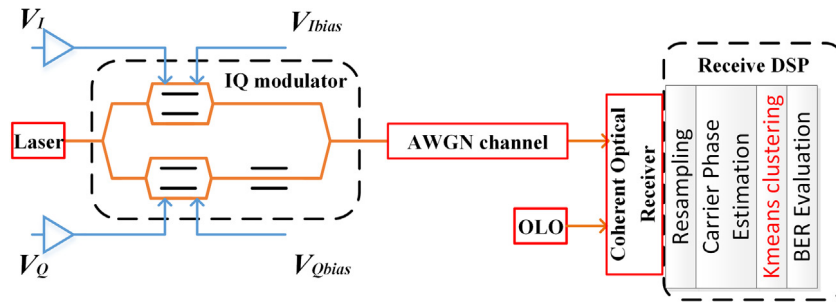 V_I
V_Ibias
IQ modulator
Receive DSP
Laser
AWGN channel
OLO
Coherent Optical
Receiver
Resampling
Carrier Phase
Estimation
Kmeans clustering
BER Evaluation
V_Q
V_Qbias